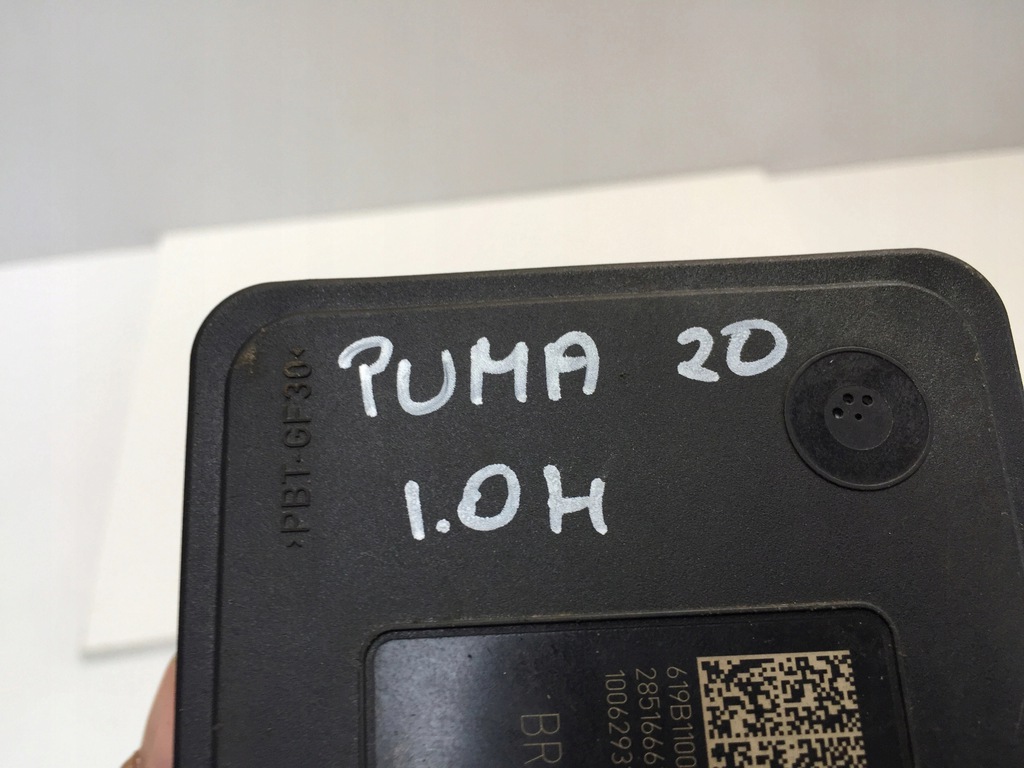 PUMA 20
1.0H
>PBT-GF30<
619B1100
2851666
1006293
BR